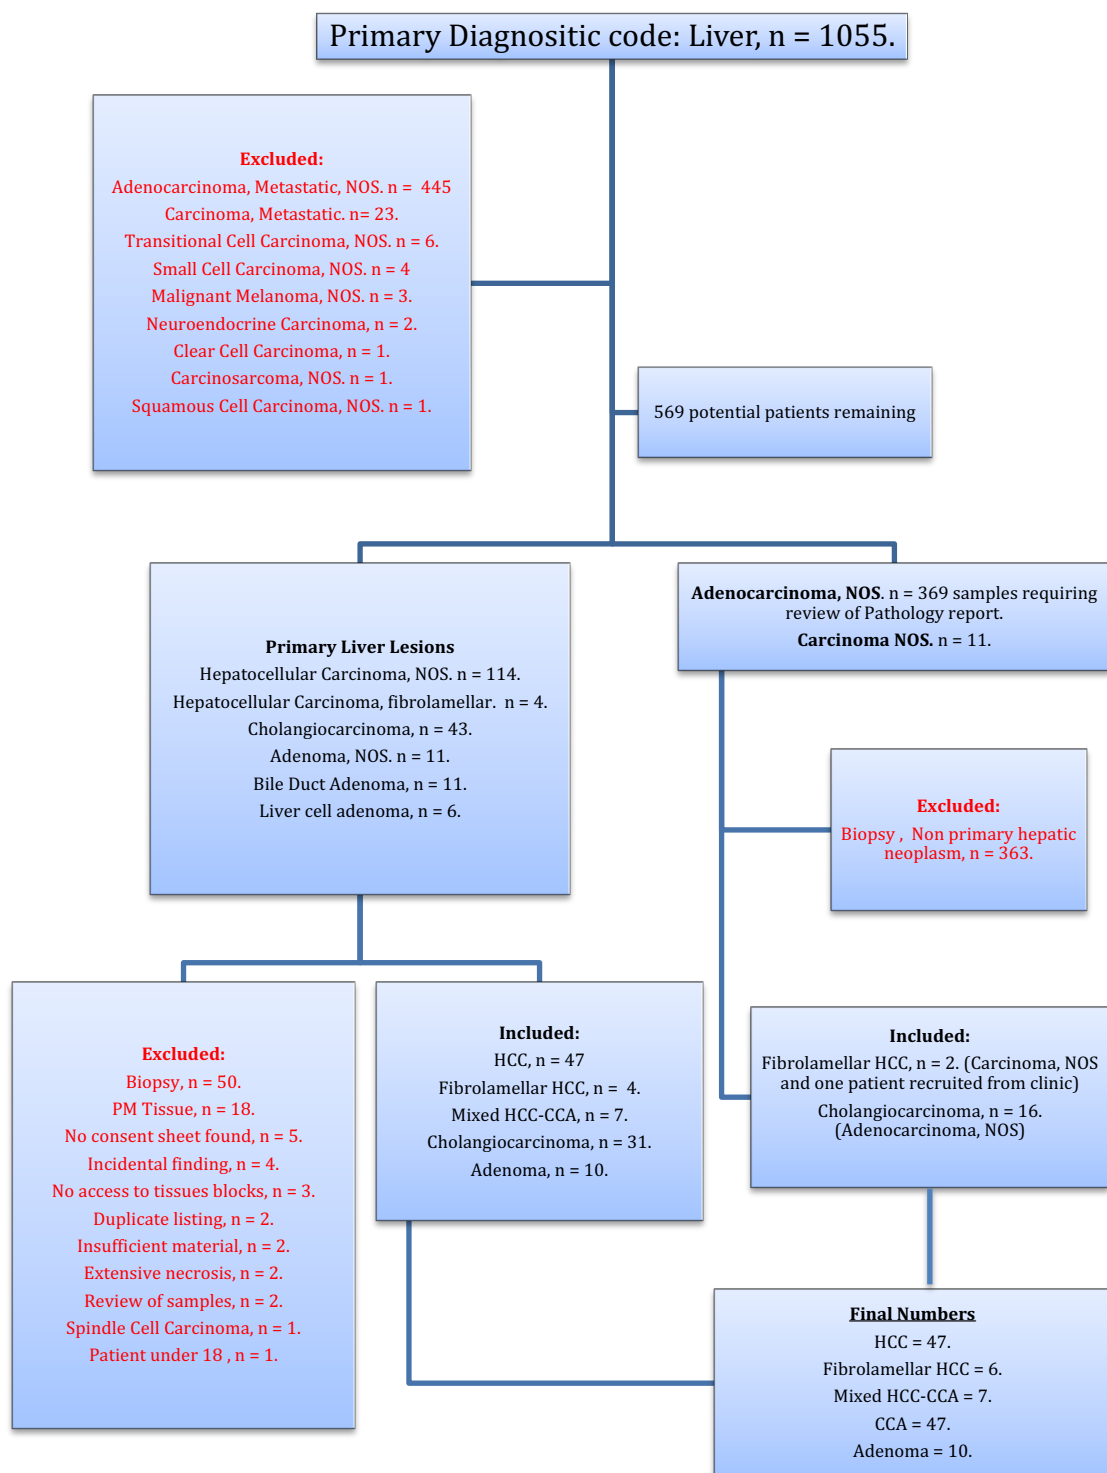 Primary Diagnositic code: Liver, n = 1055.
Excluded:
Adenocarcinoma, Metastatic, NOS. n = 445
Carcinoma, Metastatic. n= 23.
Transitional Cell Carcinoma, NOS. n = 6.
Small Cell Carcinoma, NOS. n = 4
Malignant Melanoma, NOS. n = 3.
Neuroendocrine Carcinoma, n = 2.
Clear Cell Carcinoma, n = 1.
Carcinosarcoma, NOS. n = 1.
Squamous Cell Carcinoma, NOS. n = 1.
569 potential patients remaining
Primary Liver Lesions
Hepatocellular Carcinoma, NOS. n = 114.
Hepatocellular Carcinoma, fibrolamellar. n = 4.
Cholangiocarcinoma, n = 43.
Adenoma, NOS. n = 11.
Bile Duct Adenoma, n = 11.
Liver cell adenoma, n = 6.
Adenocarcinoma, NOS. n = 369 samples requiring
review of Pathology report.
Carcinoma NOS. n = 11.
Excluded:
Biopsy , Non primary hepatic
neoplasm, n = 363.
Excluded:
Biopsy, n = 50.
PM Tissue, n = 18.
No consent sheet found, n = 5.
Incidental finding, n = 4.
No access to tissues blocks, n = 3.
Duplicate listing, n = 2.
Insufficient material, n = 2.
Extensive necrosis, n = 2.
Review of samples, n = 2.
Spindle Cell Carcinoma, n = 1.
Patient under 18 , n = 1.
Included:
HCC, n = 47
Fibrolamellar HCC, n = 4.
Mixed HCC-CCA, n = 7.
Cholangiocarcinoma, n = 31.
Adenoma, n = 10.
Included:
Fibrolamellar HCC, n = 2. (Carcinoma, NOS
and one patient recruited from clinic)
Cholangiocarcinoma, n = 16.
(Adenocarcinoma, NOS)
Final Numbers
HCC = 47.
Fibrolamellar HCC = 6.
Mixed HCC-CCA = 7.
CCA = 47.
Adenoma = 10.